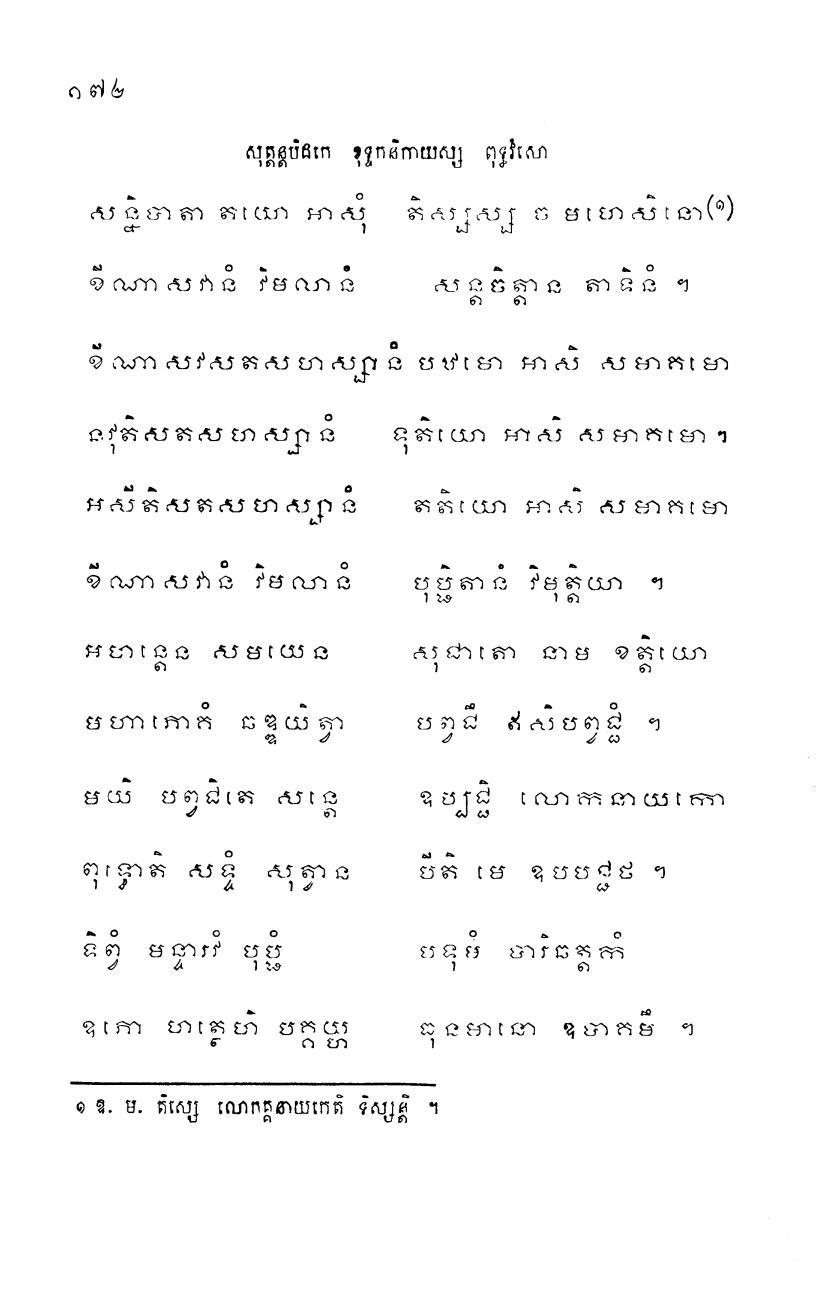 ១៧៤
សុត្តន្តបិដកេ ខុទ្ទកនិកាយស្ស ពុទ្ធវំសោ
សន្និបាតា តយោ អាសុំ តិស្សស្ស ច មហេសិនោ(១)
ខីណាសវានំ វិមលានំ សន្តចិត្តាន តាទិនំ ។
ខីណាសវសតសហស្សានំ បឋមោ អាសិ សមាគមោ
នវុតិសតសហស្សានំ ទុតិយោ អាសិ សមាគមោ ។
អសីតិសតសហស្សានំ តតិយោ អាសិ សមាគមោ
ខីណាសវានំ វិមលានំ បុប្ផិតានំ វិមុត្តិយា ។
អហន្តេន សមយេន សុជាតោ នាម ខត្តិយោ
មហាភោគំ ឆឌ្ឌយិត្វា បព្វជឹ ឥសិបព្វជ្ជំ ។
មយិ បព្វជិតេ សន្តេ ឧប្បជ្ជិ លោកនាយកោ
ពុទ្ធោតិ សទ្ទំ សុត្វាន បីតិ មេ ឧបបជ្ជថ ។
ទិព្វំ មន្ទារវំ បុប្ផំ បទុមំ បារិឆត្តកំ
ឧភោ ហត្ថេហិ បគ្គយ្ហ ធុនមានោ ឧបាគមឹ ។
១ ឱ. ម. តិស្សេ លោកគ្គនាយកេតិ ទិស្សន្តិ ។